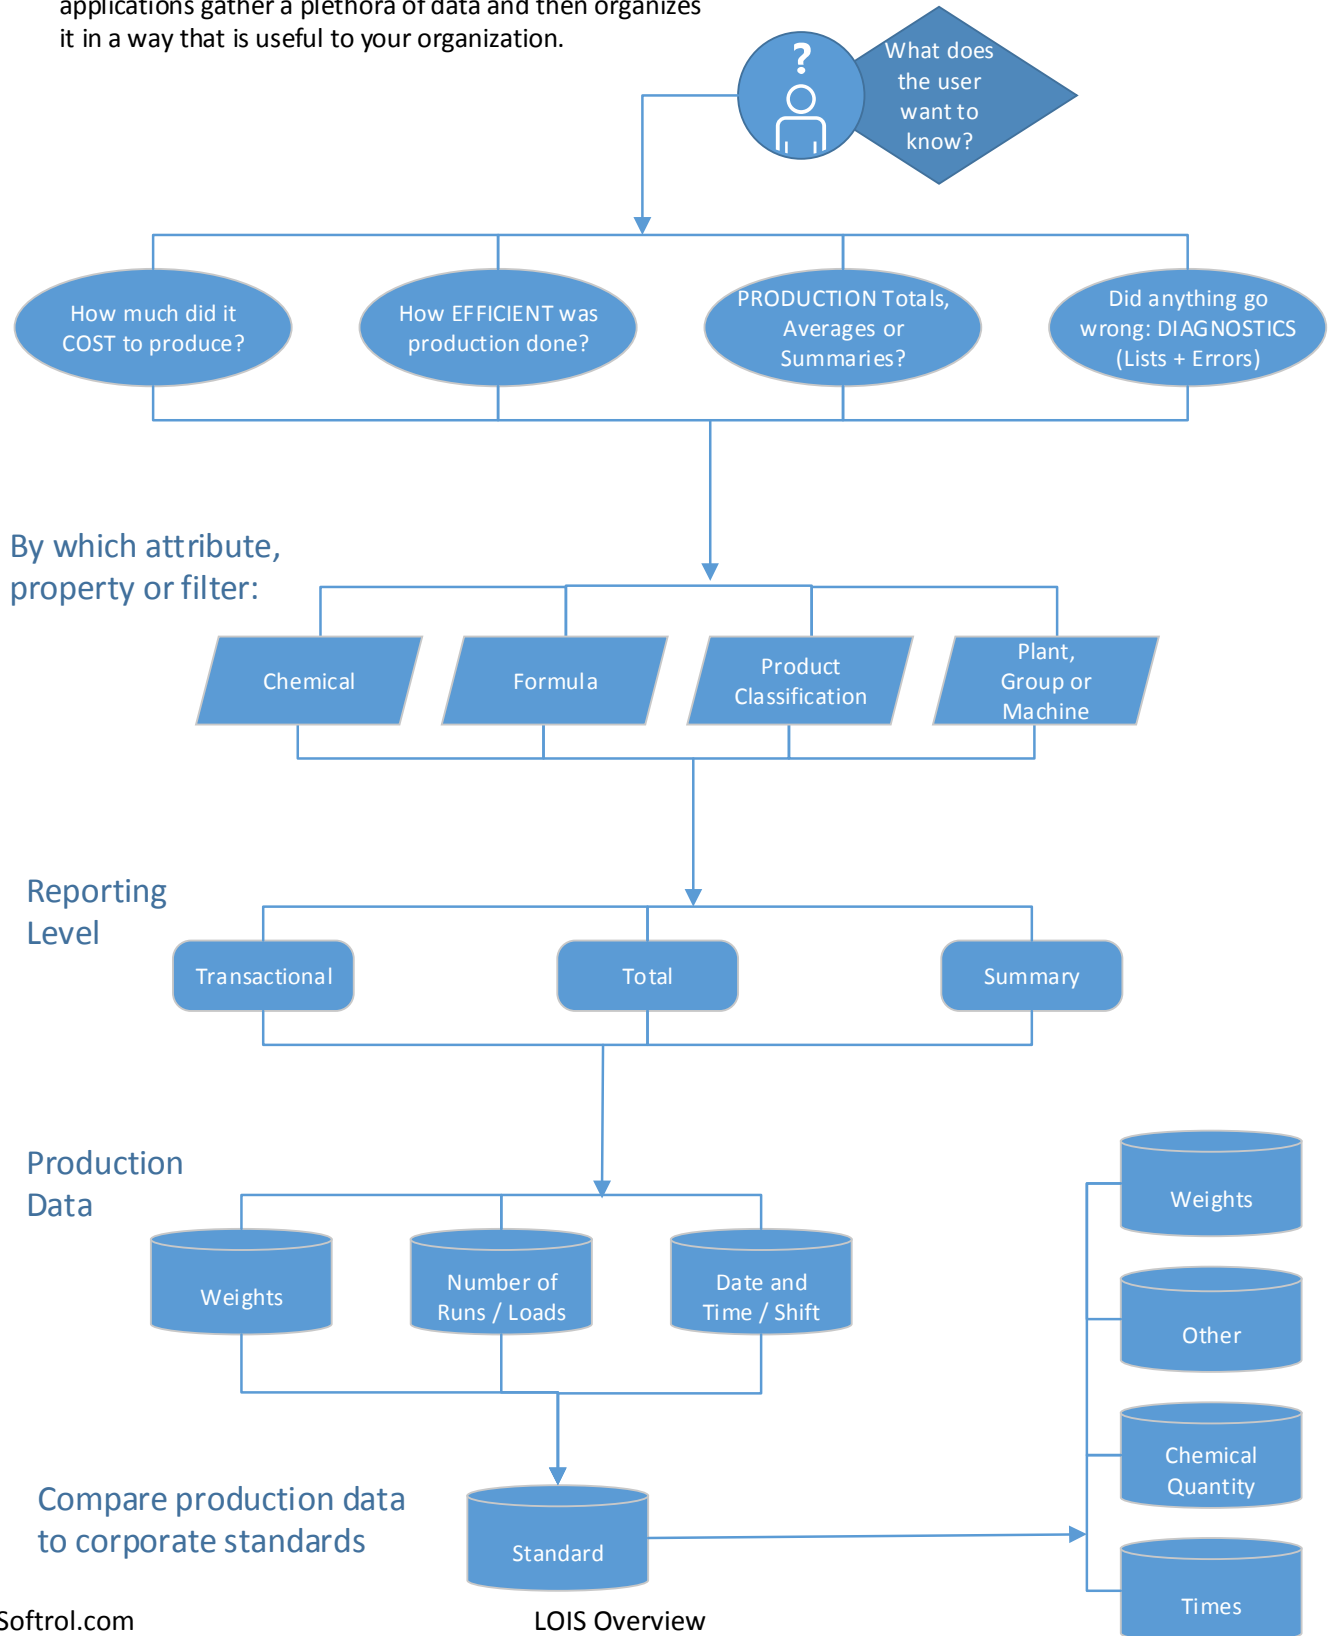 applications gather a plethora of data and then organizes
it in a way that is useful to your organization.
?
What does
the user
want to
know?
How much did it
COST to produce?
How EFFICIENT was
production done?
PRODUCTION Totals,
Averages or
Summaries?
Did anything go
wrong: DIAGNOSTICS
(Lists + Errors)
By which attribute,
property or filter:
Chemical
Formula
Product
Classification
Plant,
Group or
Machine
Reporting
Level
Transactional
Total
Summary
Production
Data
Weights
Number of
Runs / Loads
Date and
Time / Shift
Weights
Other
Chemical
Quantity
Times
Compare production data
to corporate standards
Standard
Softrol.com
LOIS Overview